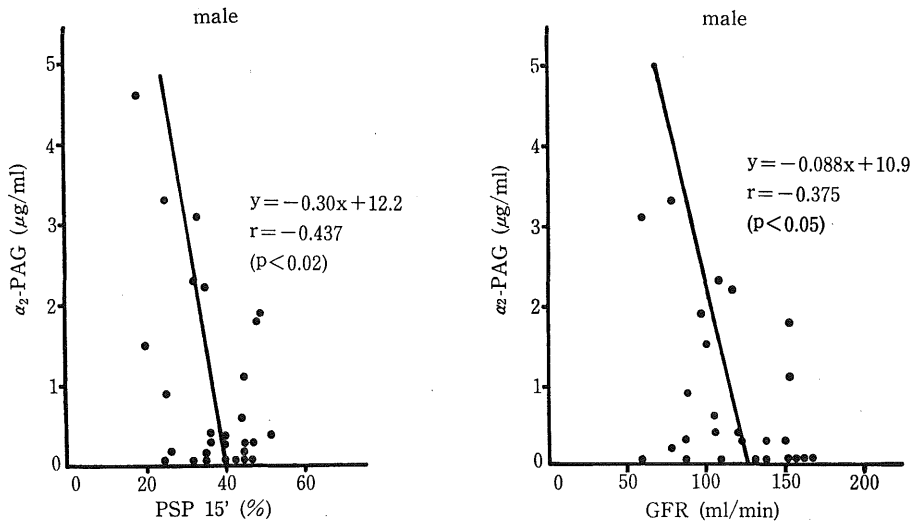 male
5
4
3
2
1
0
α₂-PAG (μg/ml)
y=−0.30x+12.2
r=−0.437
(p<0.02)
0 20 40 60
PSP 15' (%)
male
5
4
3
2
1
0
α₂-PAG (μg/ml)
y=−0.088x+10.9
r=−0.375
(p<0.05)
0 50 100 150 200
GFR (ml/min)